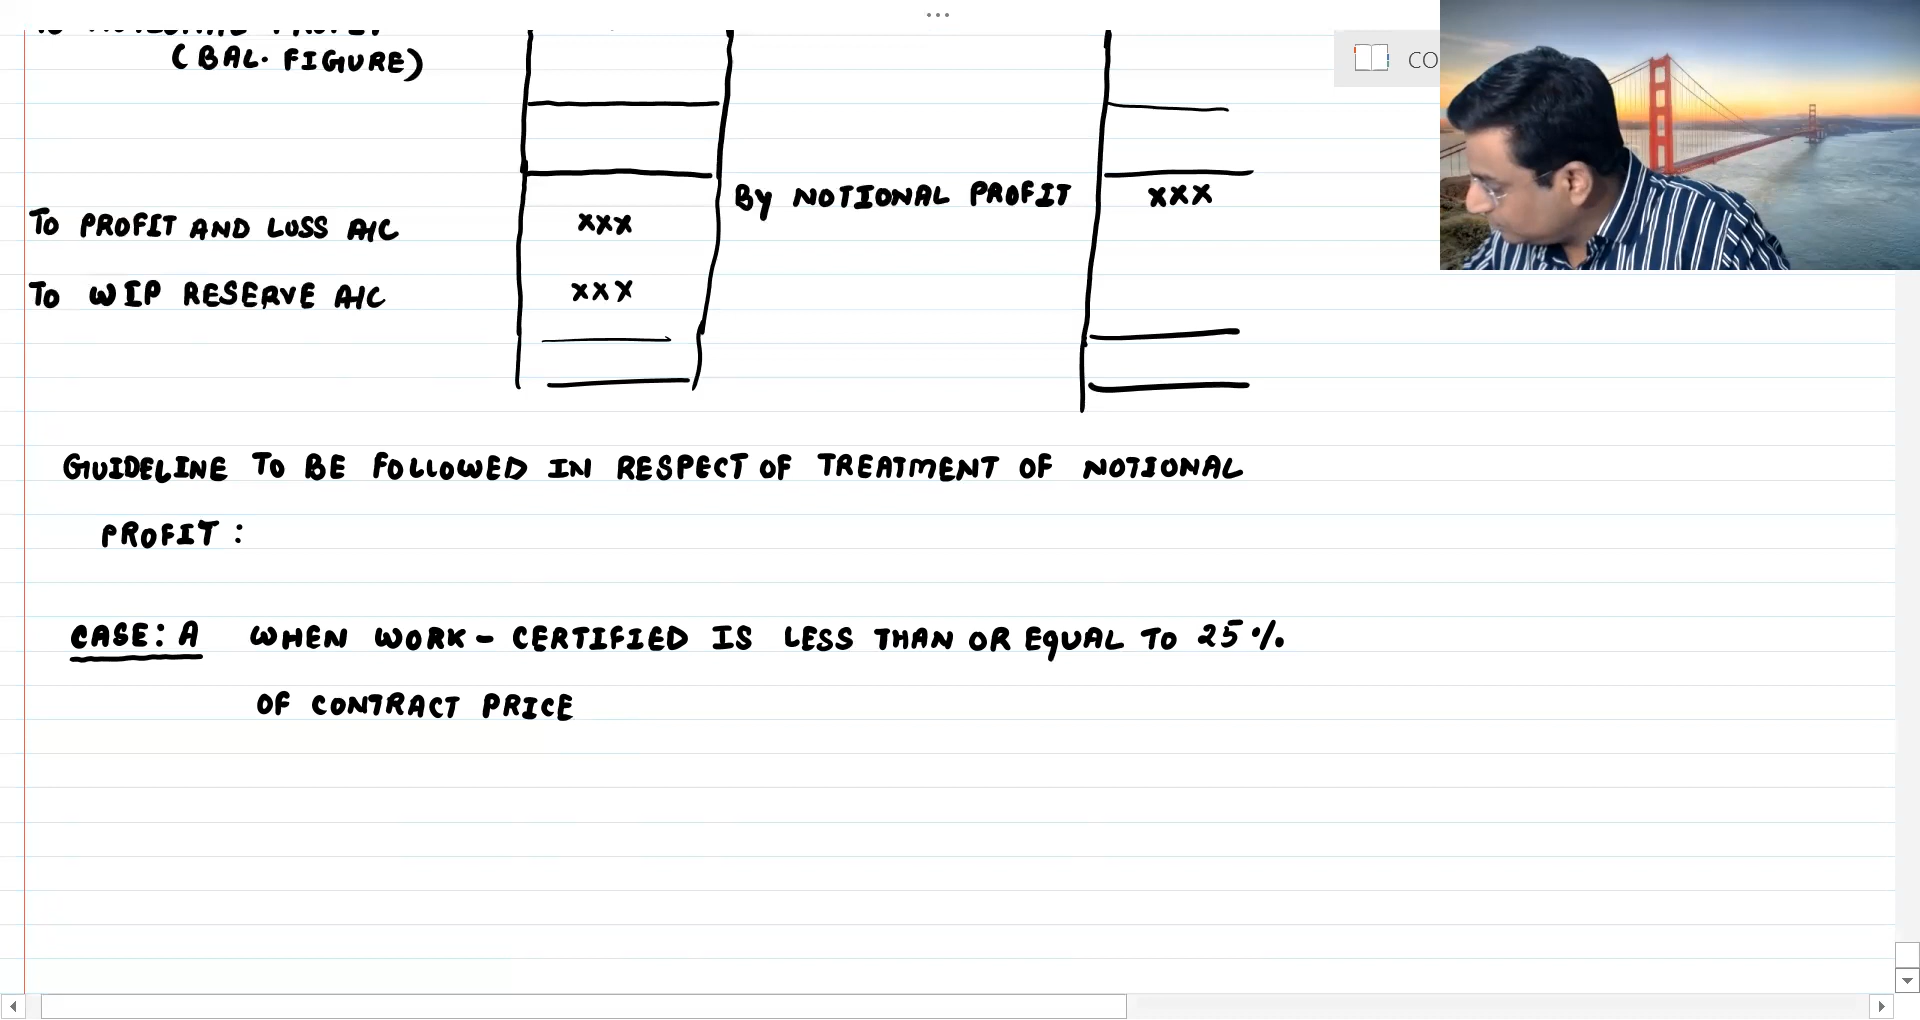 (BAL. FIGURE)
CO
BY NOTIONAL PROFIT XXX
TO PROFIT AND LOSS A/C XXX
TO WIP RESERVE A/C XXX
GUIDELINE TO BE FOLLOWED IN RESPECT OF TREATMENT OF NOTIONAL
PROFIT :
CASE: A WHEN WORK - CERTIFIED IS LESS THAN OR EQUAL TO 25%
OF CONTRACT PRICE